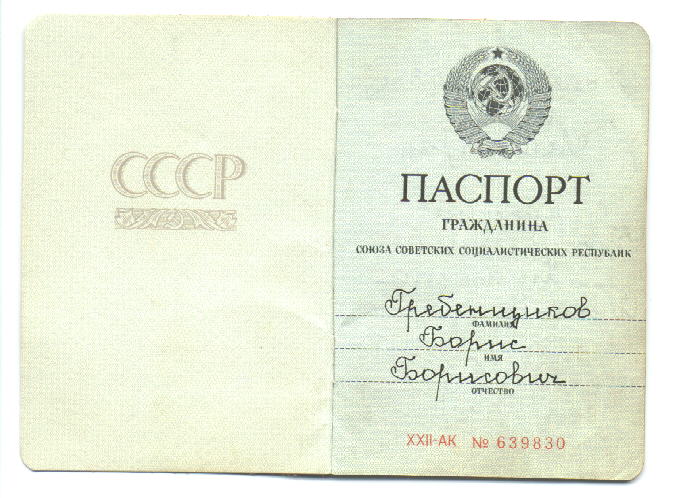 СССР
ПАСПОРТ
ГРАЖДАНИНА
СОЮЗА СОВЕТСКИХ СОЦИАЛИСТИЧЕСКИХ РЕСПУБЛИК
Гребенщиков
ФАМИЛИЯ
Борис
ИМЯ
Борисович
ОТЧЕСТВО
XXII-АК № 639830